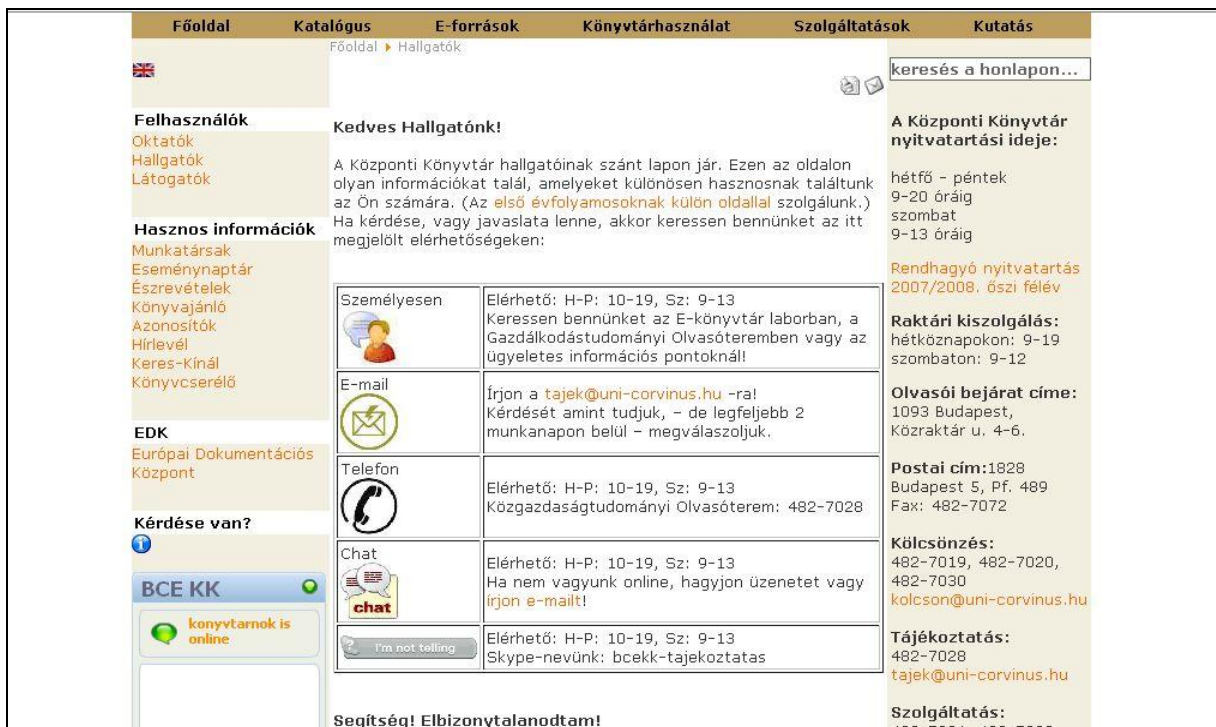 Főoldal Katalógus E-források Könyvtárhasználat Szolgáltatások Kutatás
Főoldal Hallgatók
keresés a honlapon...
Felhasználók
Oktatók
Hallgatók
Látogatók
Hasznos információk
Munkatársak
Eseménynaptár
Észrevételek
Könyvajánló
Azonosítók
Hírlevél
Keres-Kínál
Könyvcserélő
EDK
Európai Dokumentációs
Központ
Kérdése van?
BCE KK
konyvtarnok is
online
Kedves Hallgatónk!
A Központi Könyvtár hallgatóinak szánt lapon jár. Ezen az oldalon
olyan információkat talál, amelyeket különösen hasznosnak találtunk
az Ön számára. (Az első évfolyamosoknak külön oldallal szolgálunk.)
Ha kérdése, vagy javaslata lenne, akkor keressen bennünket az itt
megjelölt elérhetőségeken:
Személyesen
Elérhető: H-P: 10-19, Sz: 9-13
Keressen bennünket az E-könyvtár laborban, a
Gazdálkodástudományi Olvasóteremben vagy az
ügyeletes információs pontoknál!
E-mail
Írjon a tajek@uni-corvinus.hu -ra!
Kérdését amint tudjuk, - de legfeljebb 2
munkanapon belül - megválaszoljuk.
Telefon
Elérhető: H-P: 10-19, Sz: 9-13
Közgazdaságtudományi Olvasóterem: 482-7028
Chat
chat
Elérhető: H-P: 10-19, Sz: 9-13
Ha nem vagyunk online, hagyjon üzenetet vagy
írjon e-mailt!
I'm not telling
Elérhető: H-P: 10-19, Sz: 9-13
Skype-nevünk: bcekk-tajekoztatas
Segítség! Elbizonytalanodtam!
A Központi Könyvtár
nyitvatartási ideje:
hétfő - péntek
9-20 óráig
szombat
9-13 óráig
Rendhagyó nyitvatartás
2007/2008. őszi félév
Raktári kiszolgálás:
hétköznapokon: 9-19
szombaton: 9-12
Olvasói bejárat címe:
1093 Budapest,
Közraktár u. 4-6.
Postai cím:1828
Budapest 5, Pf. 489
Fax: 482-7072
Kölcsönzés:
482-7019, 482-7020,
482-7030
kolcson@uni-corvinus.hu
Tájékoztatás:
482-7028
tajek@uni-corvinus.hu
Szolgáltatás: